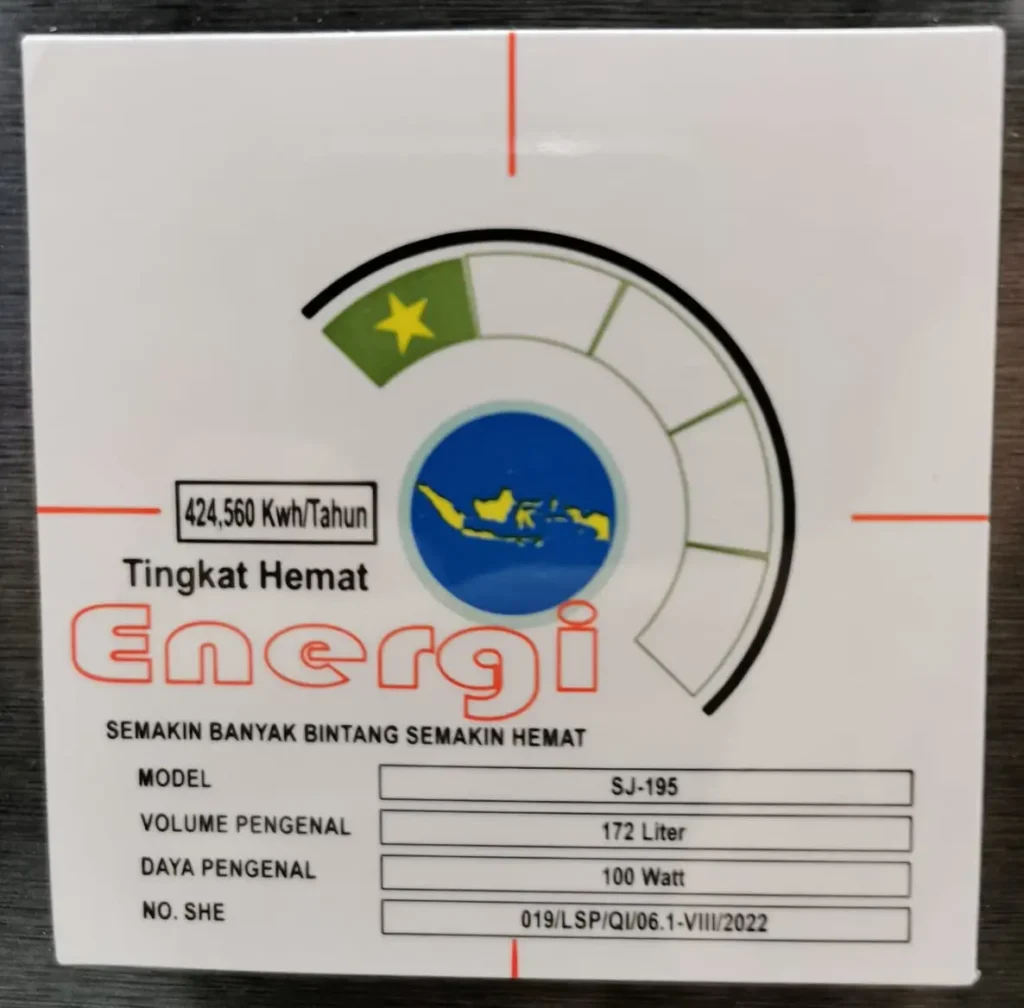 424,560 Kwh/Tahun
Tingkat Hemat
Energi
SEMAKIN BANYAK BINTANG SEMAKIN HEMAT
MODEL SJ-195
VOLUME PENGENAL 172 Liter
DAYA PENGENAL 100 Watt
NO. SHE 019/LSP/QI/06.1-VIII/2022